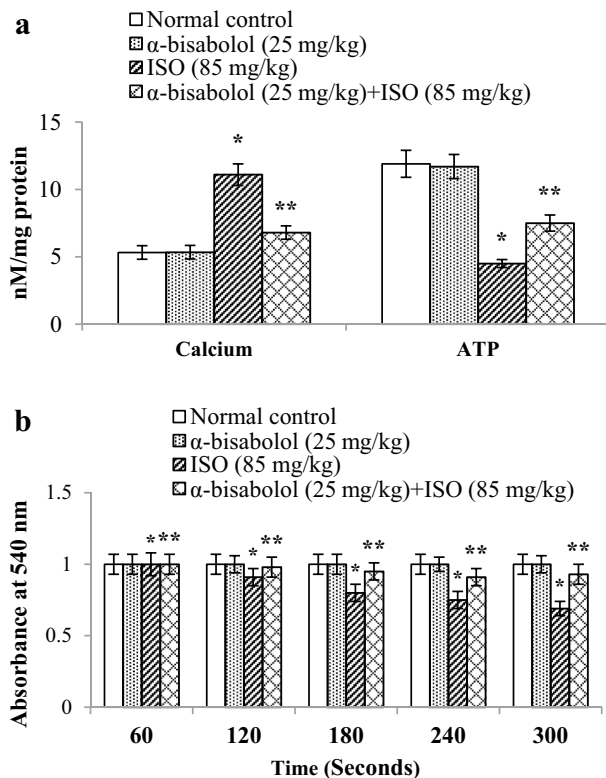 a
Normal control
α-bisabolol (25 mg/kg)
ISO (85 mg/kg)
α-bisabolol (25 mg/kg)+ISO (85 mg/kg)
nM/mg protein
15
10
5
0
*
**
*
**
Calcium
ATP
b
Normal control
α-bisabolol (25 mg/kg)
ISO (85 mg/kg)
α-bisabolol (25 mg/kg)+ISO (85 mg/kg)
Absorbance at 540 nm
1.5
1
0.5
0
* ** * ** * ** * ** * **
60 120 180 240 300
Time (Seconds)